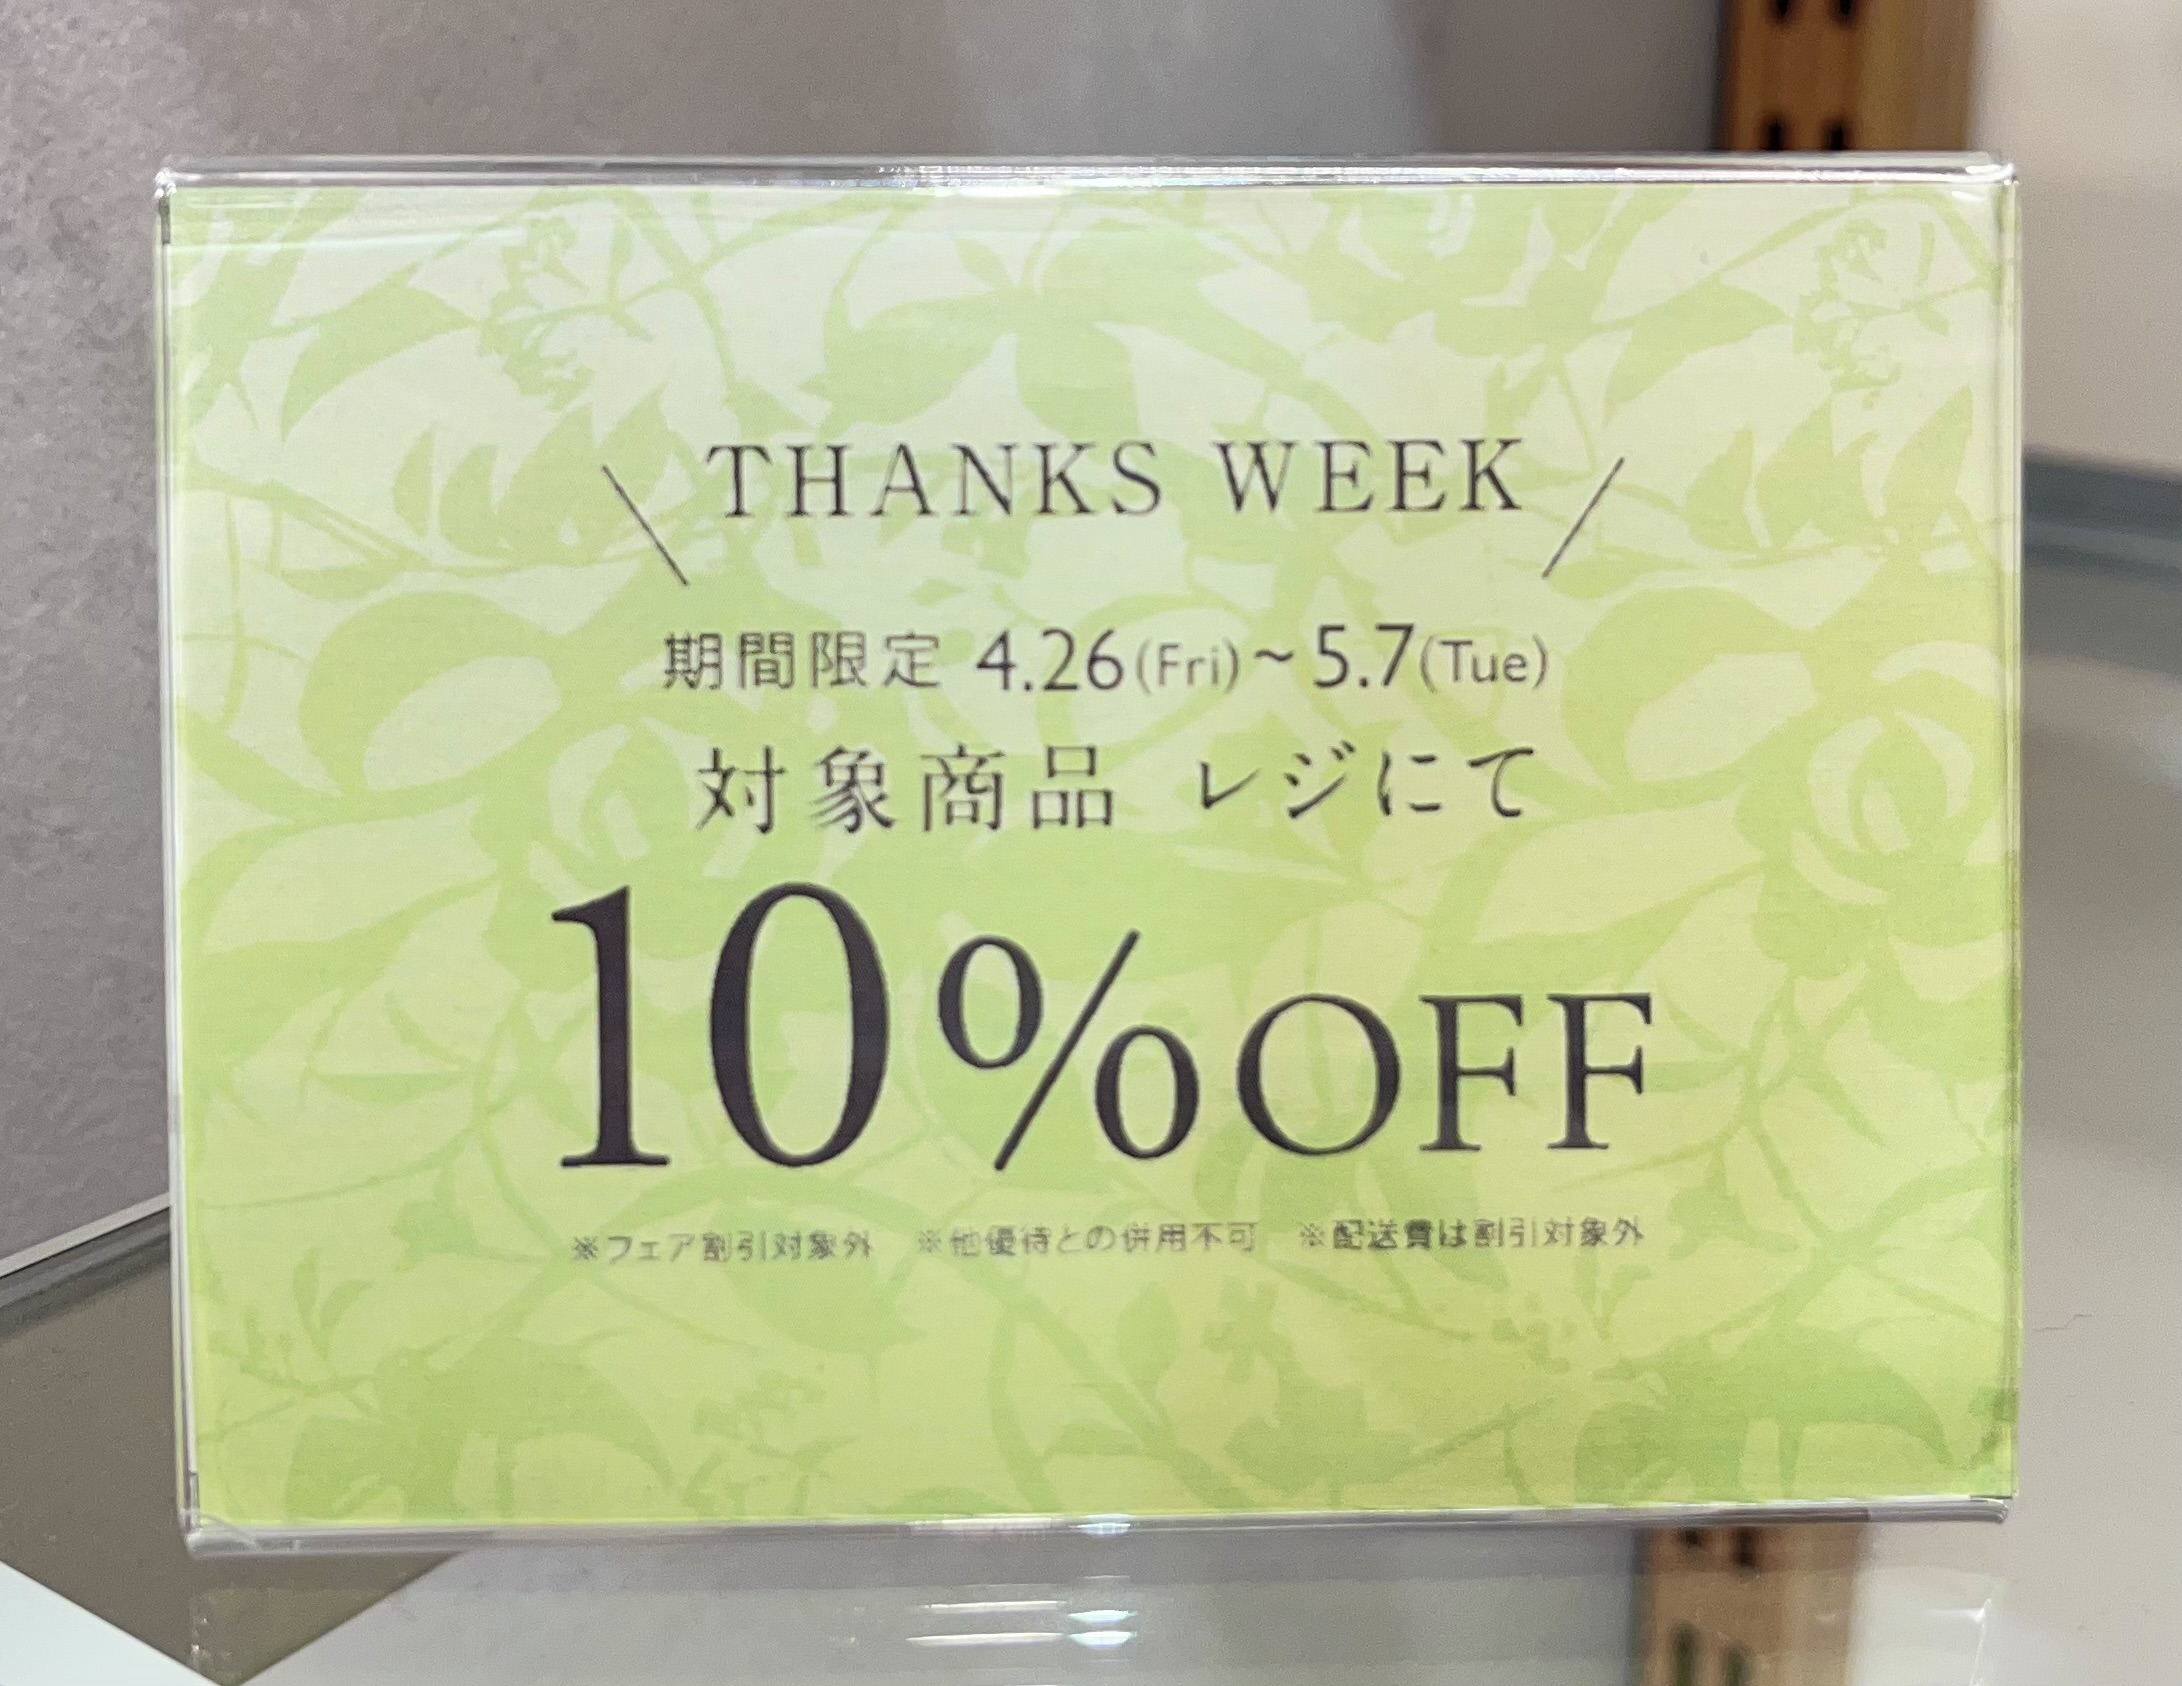 THANKS WEEK
期間限定 4.26(Fri)~5.7(Tue)
対象商品 レジにて
10%OFF
※フェア割引対象外 ※他優待との併用不可 ※配送費は割引対象外